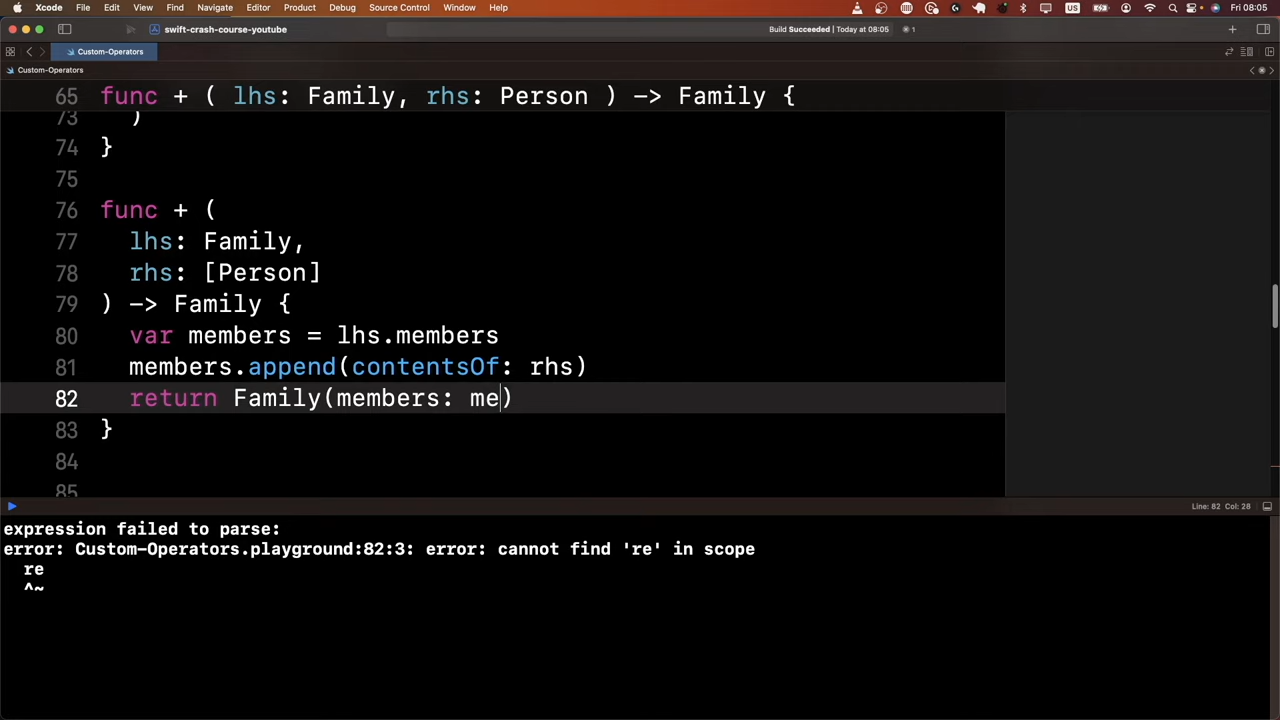 Xcode File Edit View Find Navigate Editor Product Debug Source Control Window Help US Fri 08:05
swift-crash-course-youtube Build Succeeded | Today at 08:05 1
Custom-Operators
Custom-Operators
65 func + ( lhs: Family, rhs: Person ) -> Family {
73 )
74 }
75
76 func + (
77 lhs: Family,
78 rhs: [Person]
79 ) -> Family {
80 var members = lhs.members
81 members.append(contentsOf: rhs)
82 return Family(members: me)
83 }
84
85
Line: 82 Col: 28
expression failed to parse:
error: Custom-Operators.playground:82:3: error: cannot find 're' in scope
re
^~